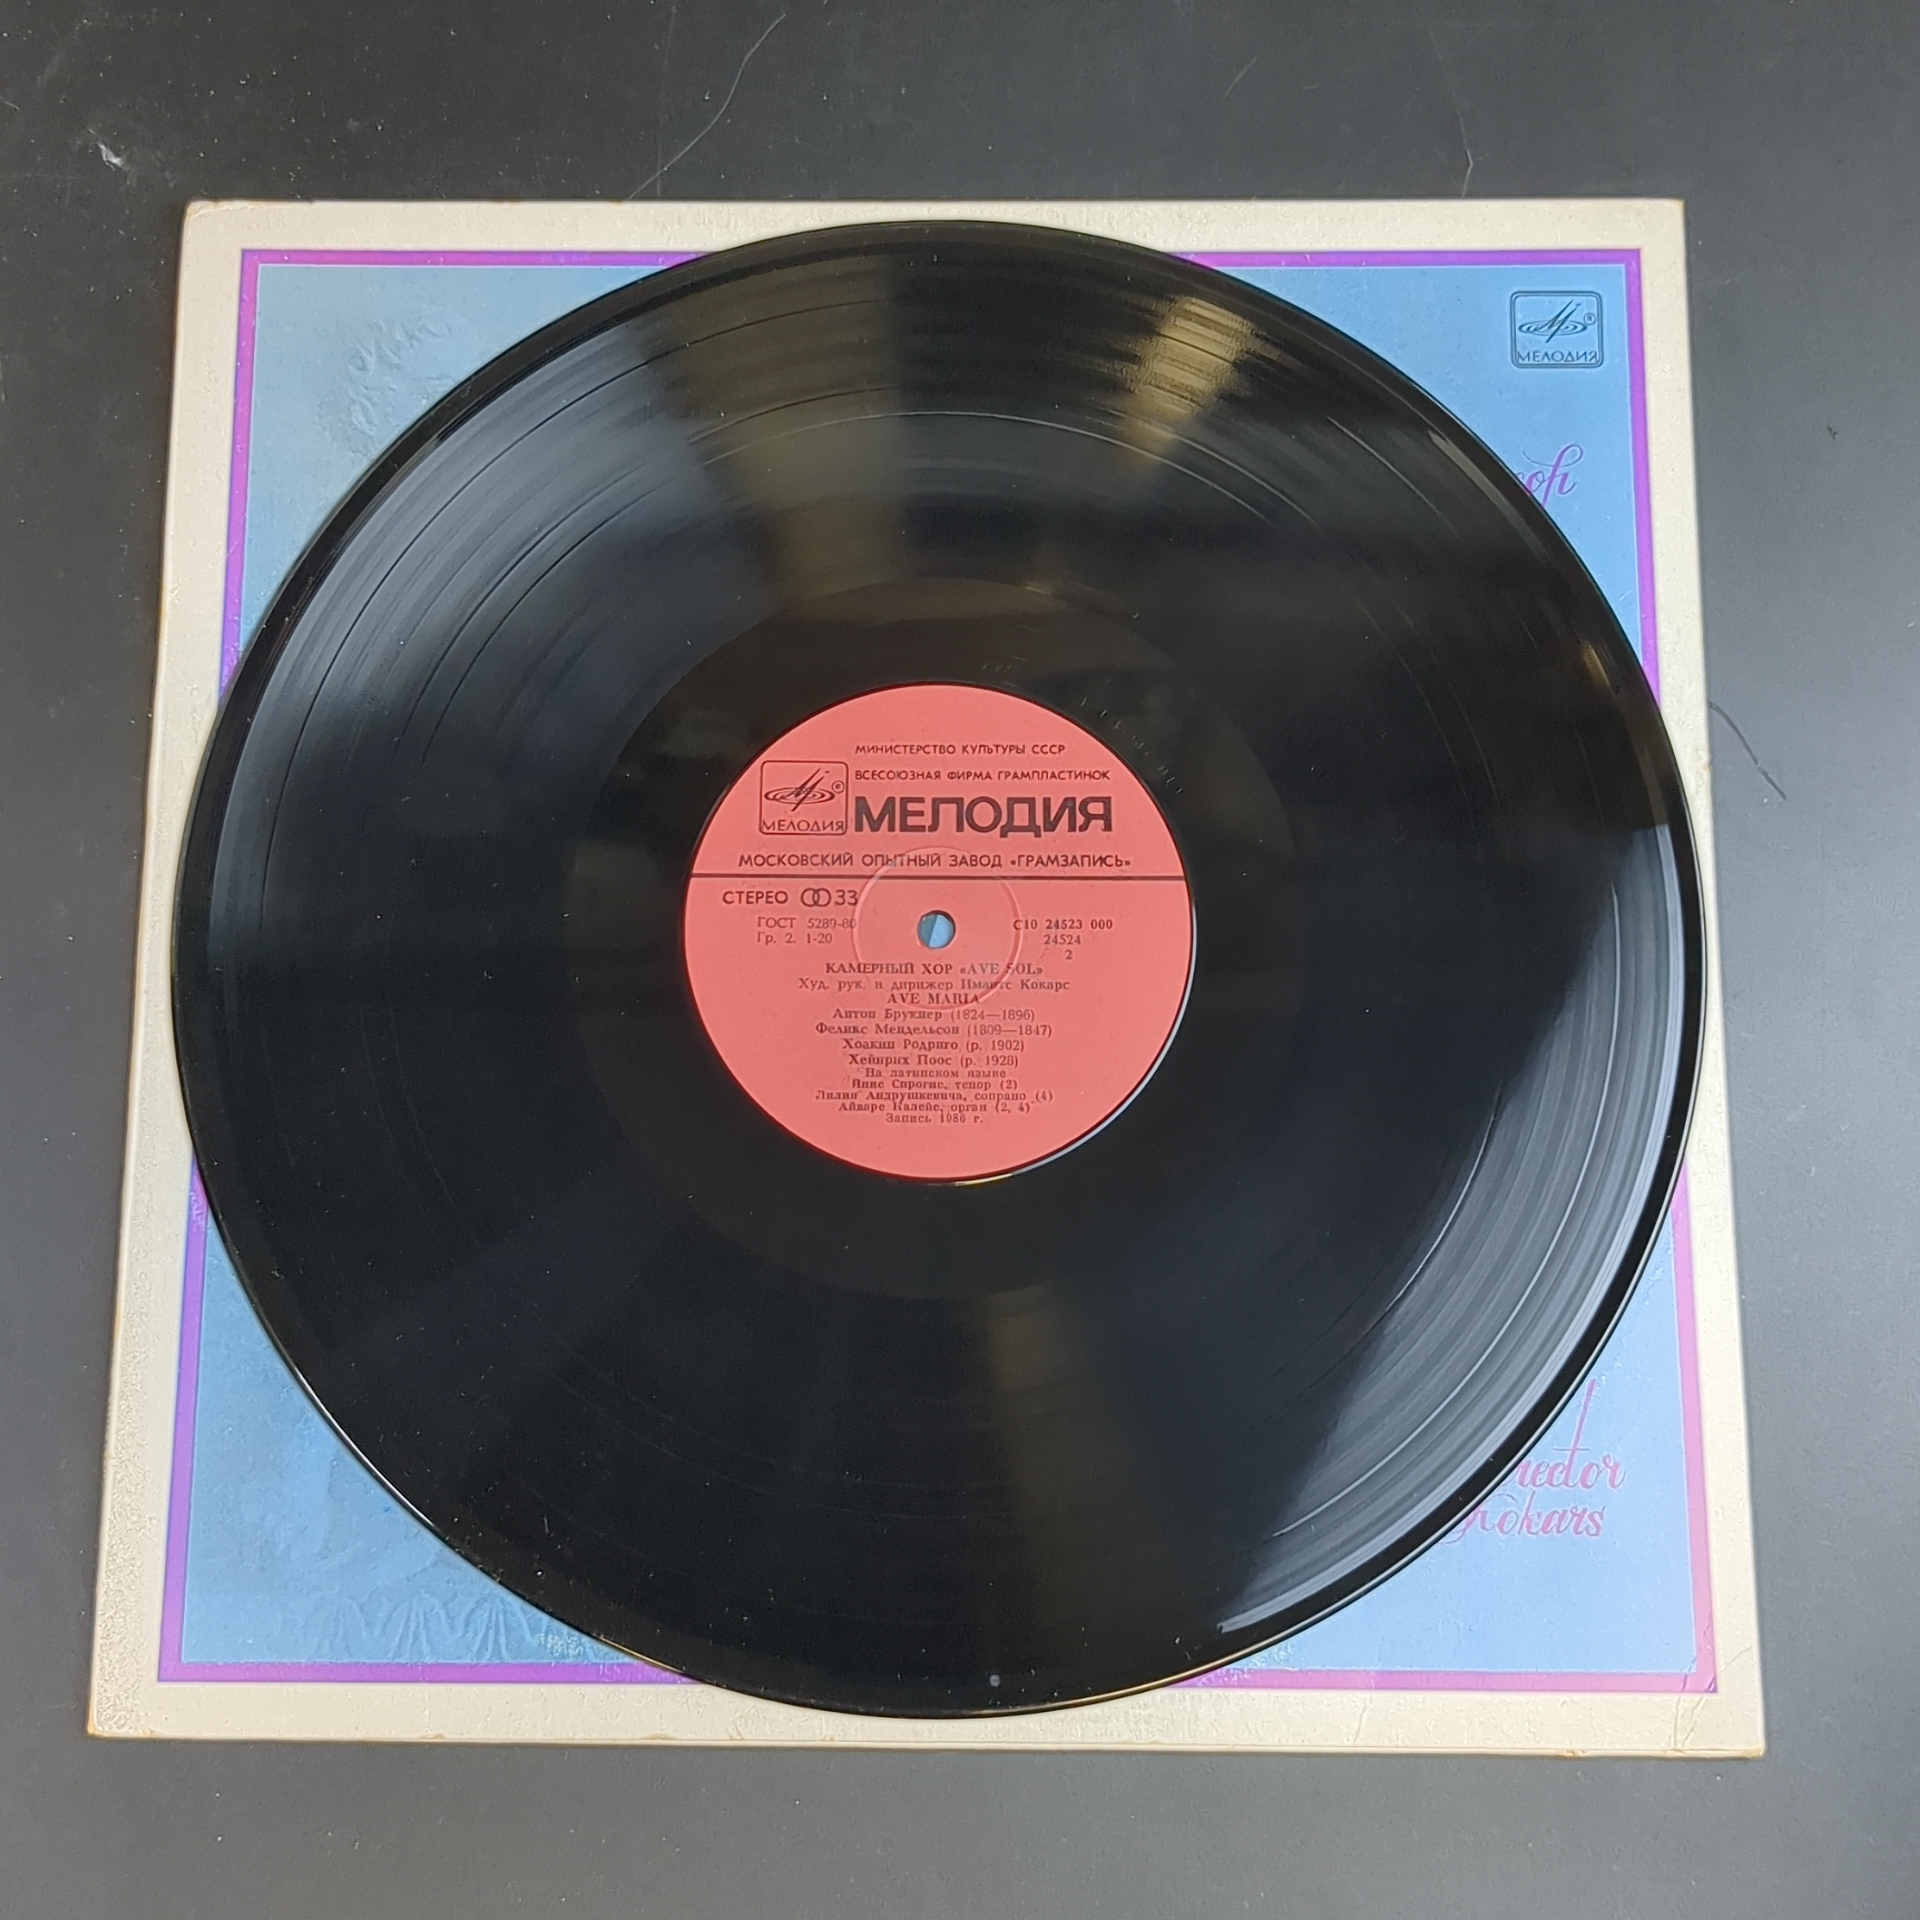 МЕЛОДИЯ
МИНИСТЕРСТВО КУЛЬТУРЫ СССР
ВСЕСОЮЗНАЯ ФИРМА ГРАМПЛАСТИНОК
МЕЛОДИЯ
МЕЛОДИЯ
МОСКОВСКИЙ ОПЫТНЫЙ ЗАВОД «ГРАМЗАПИСЬ»
СТЕРЕО 33
ГОСТ 5289-80
Гр. 2. 1-20
С10 24523 000
24524
2
КАМЕРНЫЙ ХОР «AVE SOL»
Худ. рук. и дирижер Имантс Кокарс
AVE MARIA
Антон Брукнер (1824—1896)
Феликс Мендельсон (1809—1847)
Хоакин Родриго (р. 1902)
Хейнрих Поос (р. 1928)
На латинском языке
Янис Спрогис, тенор (2)
Лилия Андрушкевича, сопрано (4)
Айварс Калейс, орган (2, 4)
Запись 1986 г.
rector
Kokars